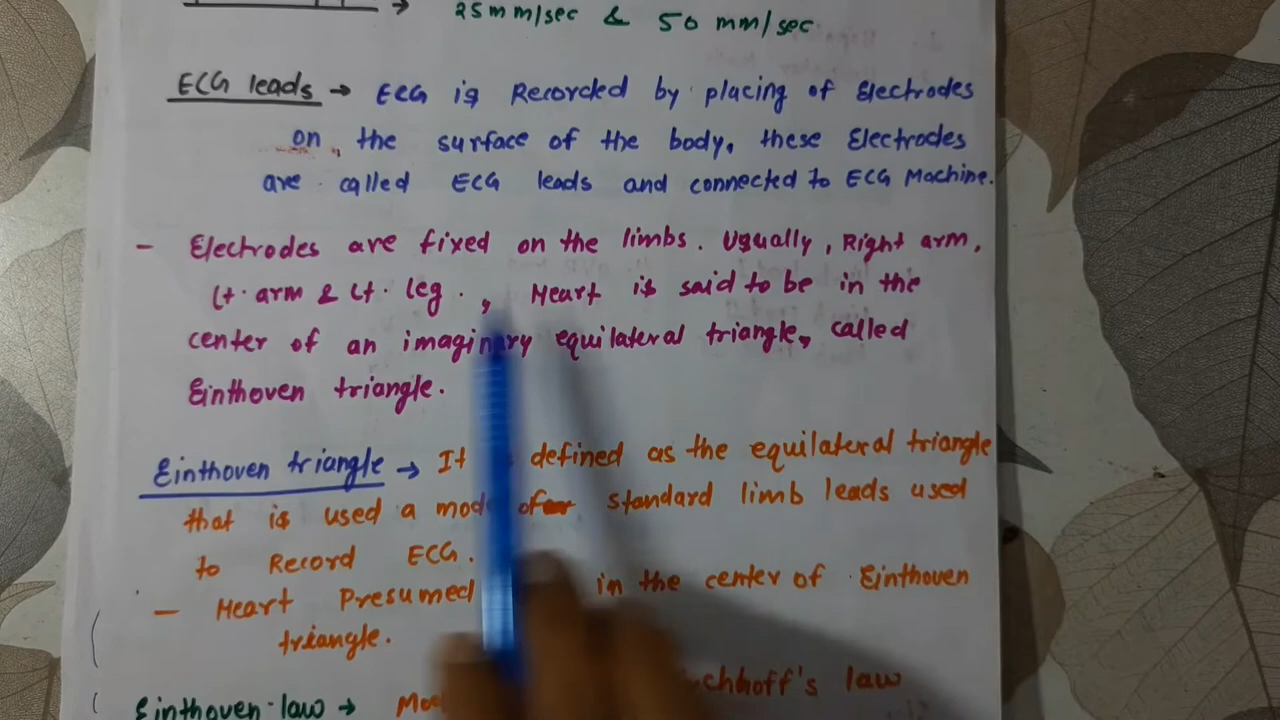 25mm/sec & 50 mm/sec
ECG leads → ECG is Recorded by placing of Electrodes
on the surface of the body, these Electrodes
are called ECG leads and connected to ECG Machine.
- Electrodes are fixed on the limbs. Usually, Right arm,
Lt. arm & Lt. leg. , Heart is said to be in the
center of an imaginary equilateral triangle, called
Einthoven triangle.
Einthoven triangle → It defined as the equilateral triangle
that is used a of standard limb leads used
to Record ECG.
- Heart Presumed in the center of Einthoven
triangle.
Einthoven law → law